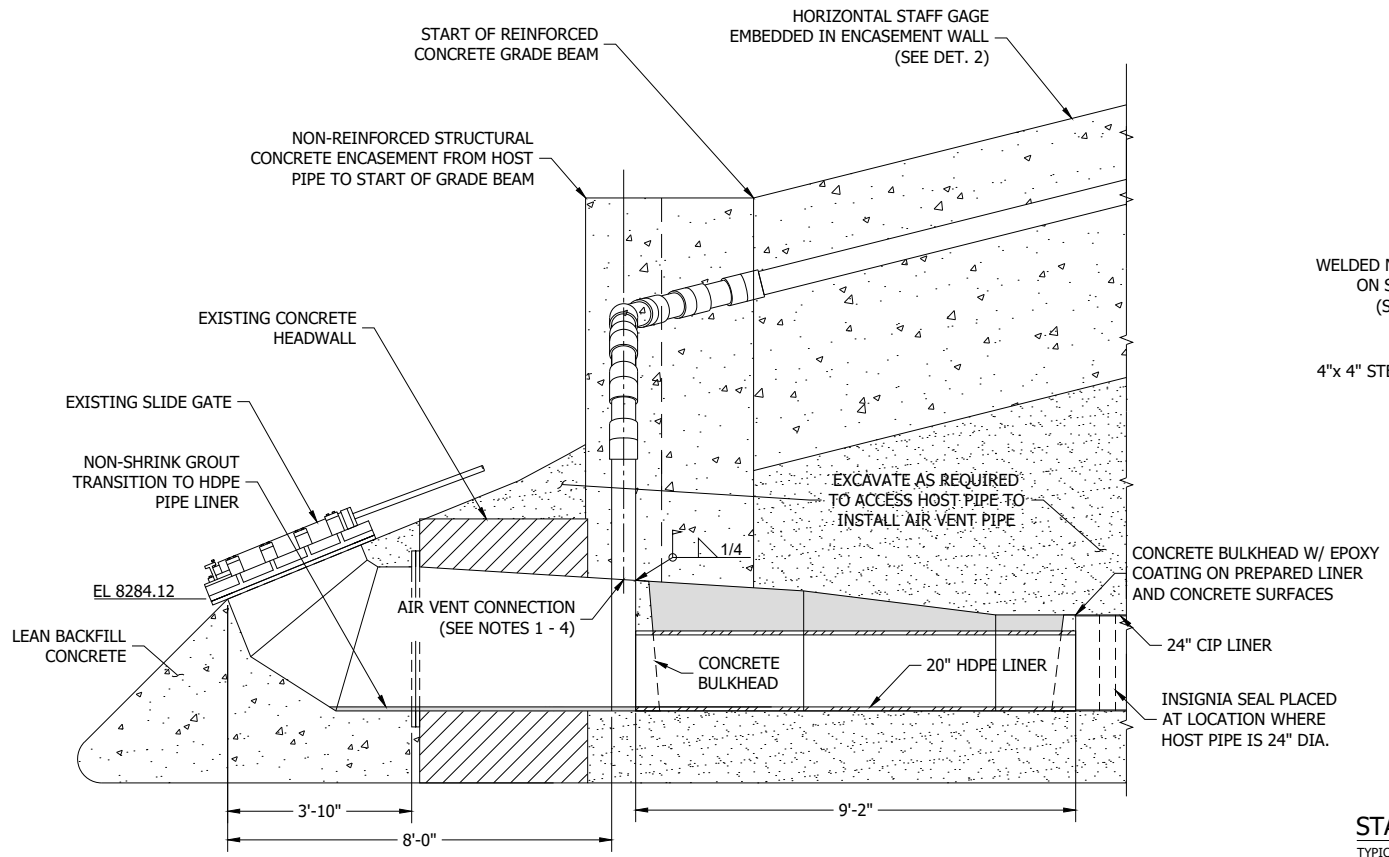 HORIZONTAL STAFF GAGE
EMBEDDED IN ENCASEMENT WALL
(SEE DET. 2)
START OF REINFORCED
CONCRETE GRADE BEAM
NON-REINFORCED STRUCTURAL
CONCRETE ENCASEMENT FROM HOST
PIPE TO START OF GRADE BEAM
WELDED
ON
EXISTING CONCRETE
HEADWALL
4"x 4"
EXISTING SLIDE GATE
NON-SHRINK GROUT
TRANSITION TO HDPE
PIPE LINER
EXCAVATE AS REQUIRED
TO ACCESS HOST PIPE TO
INSTALL AIR VENT PIPE
1/4
CONCRETE BULKHEAD W/ EPOXY
COATING ON PREPARED LINER
AND CONCRETE SURFACES
EL 8284.12
AIR VENT CONNECTION
(SEE NOTES 1 - 4)
LEAN BACKFILL
CONCRETE
24" CIP LINER
CONCRETE
BULKHEAD
20" HDPE LINER
INSIGNIA SEAL PLACED
AT LOCATION WHERE
HOST PIPE IS 24" DIA.
3'-10"
9'-2"
8'-0"